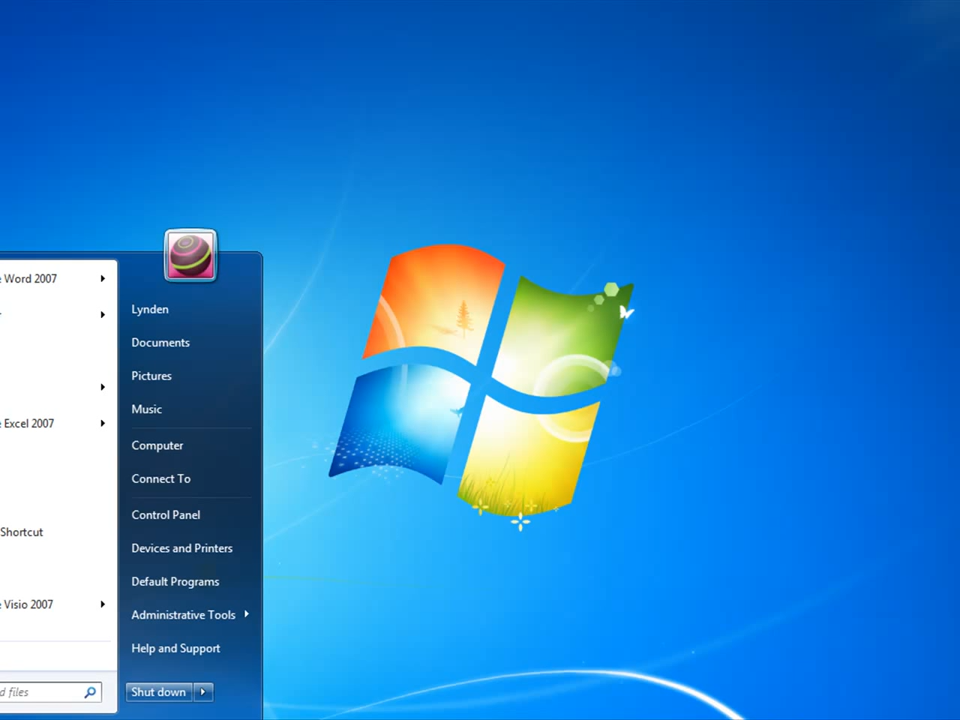 e Word 2007
Lynden
Documents
Pictures
Music
e Excel 2007
Computer
Connect To
Control Panel
Shortcut
Devices and Printers
Default Programs
e Visio 2007
Administrative Tools
Help and Support
d files
Shut down